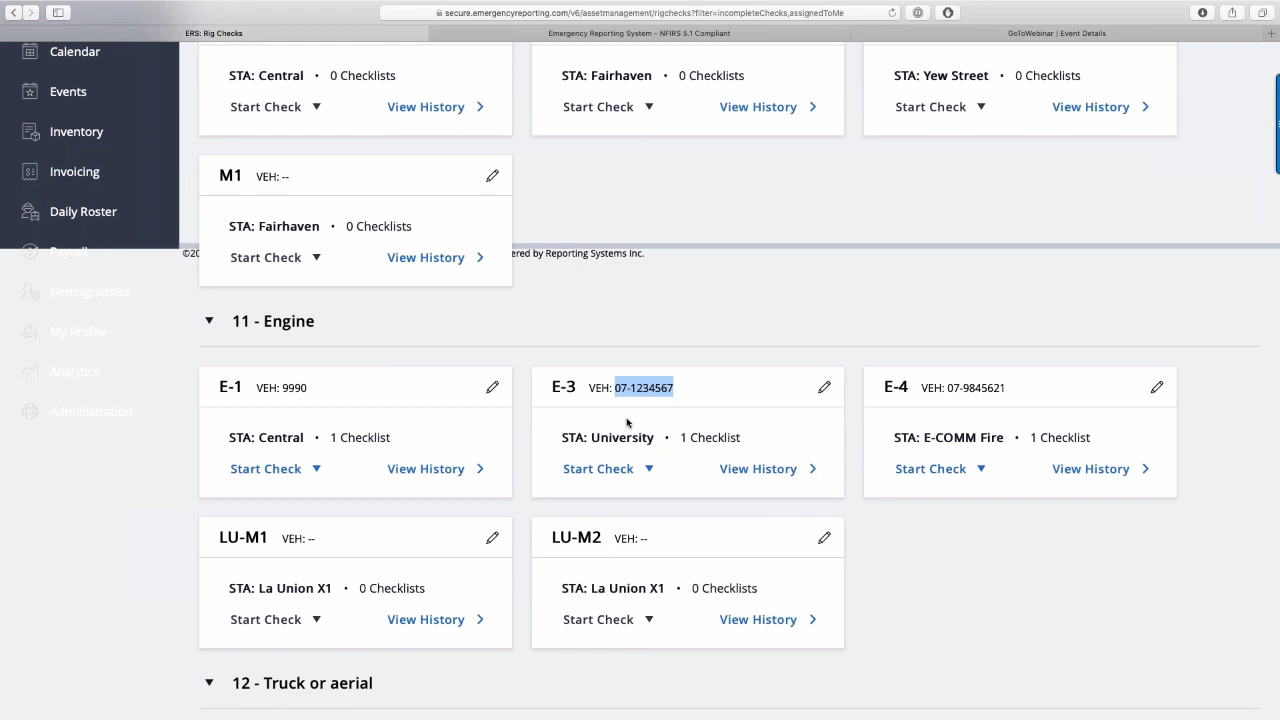 secure.emergencyreporting.com/v6/assetmanagement/rigchecks?filter=incompleteChecks,assignedToMe
ERS: Rig Checks
Emergency Reporting System - NFIRS 5.1 Compliant
GoToWebinar | Event Details
Calendar
Events
Inventory
Invoicing
Daily Roster
Payroll
Demographics
My Profile
Analytics
Administration
STA: Central • 0 Checklists
Start Check ▼ View History >
STA: Fairhaven • 0 Checklists
Start Check ▼ View History >
STA: Yew Street • 0 Checklists
Start Check ▼ View History >
M1 VEH: --
STA: Fairhaven • 0 Checklists
Start Check ▼ View History >
©20
ered by Reporting Systems Inc.
▼ 11 - Engine
E-1 VEH: 9990
STA: Central • 1 Checklist
Start Check ▼ View History >
E-3 VEH: 07-1234567
STA: University • 1 Checklist
Start Check ▼ View History >
E-4 VEH: 07-9845621
STA: E-COMM Fire • 1 Checklist
Start Check ▼ View History >
LU-M1 VEH: --
STA: La Union X1 • 0 Checklists
Start Check ▼ View History >
LU-M2 VEH: --
STA: La Union X1 • 0 Checklists
Start Check ▼ View History >
▼ 12 - Truck or aerial